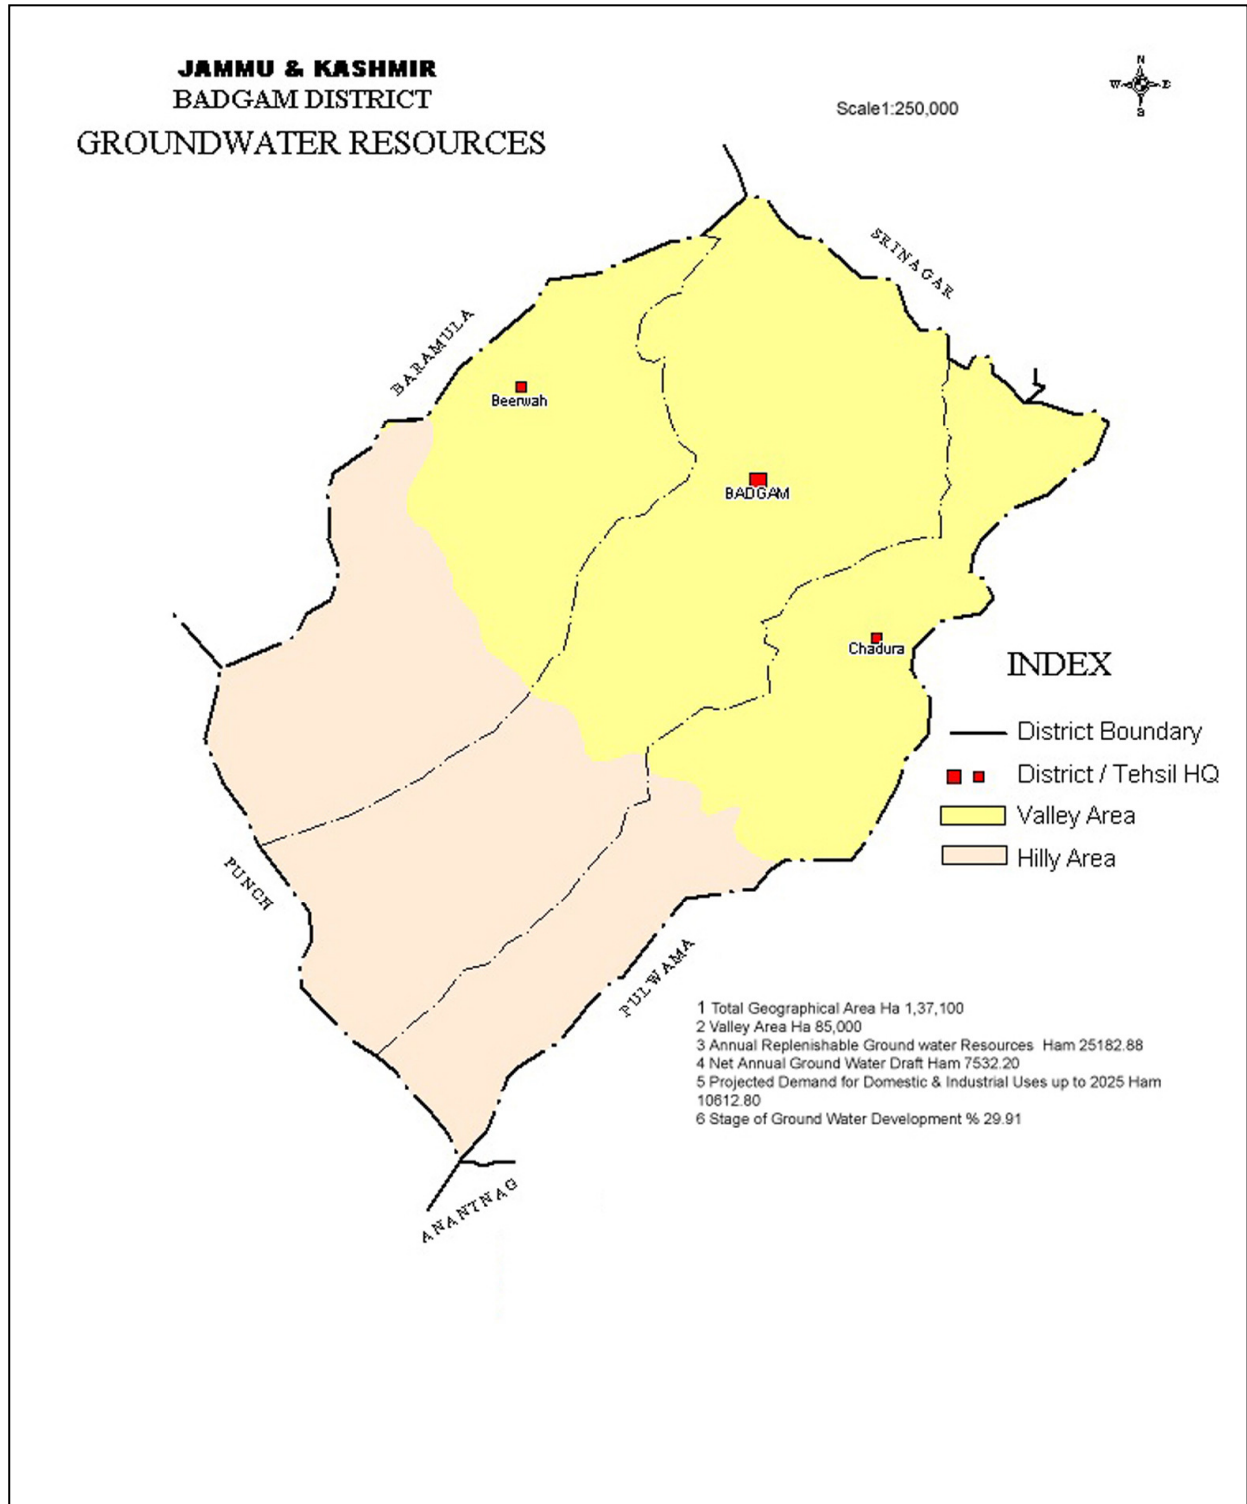 JAMMU & KASHMIR
BADGAM DISTRICT
GROUNDWATER RESOURCES
Scale1:250,000
N
W E
S
SRINAGAR
BARAMULA
Beerwah
BADGAM
Chadura
INDEX
District Boundary
District / Tehsil HQ
Valley Area
Hilly Area
PUNCH
PULWAMA
1 Total Geographical Area Ha 1,37,100
2 Valley Area Ha 85,000
3 Annual Replenishable Ground water Resources Ham 25182.88
4 Net Annual Ground Water Draft Ham 7532.20
5 Projected Demand for Domestic & Industrial Uses up to 2025 Ham
10612.80
6 Stage of Ground Water Development % 29.91
ANANTNAG